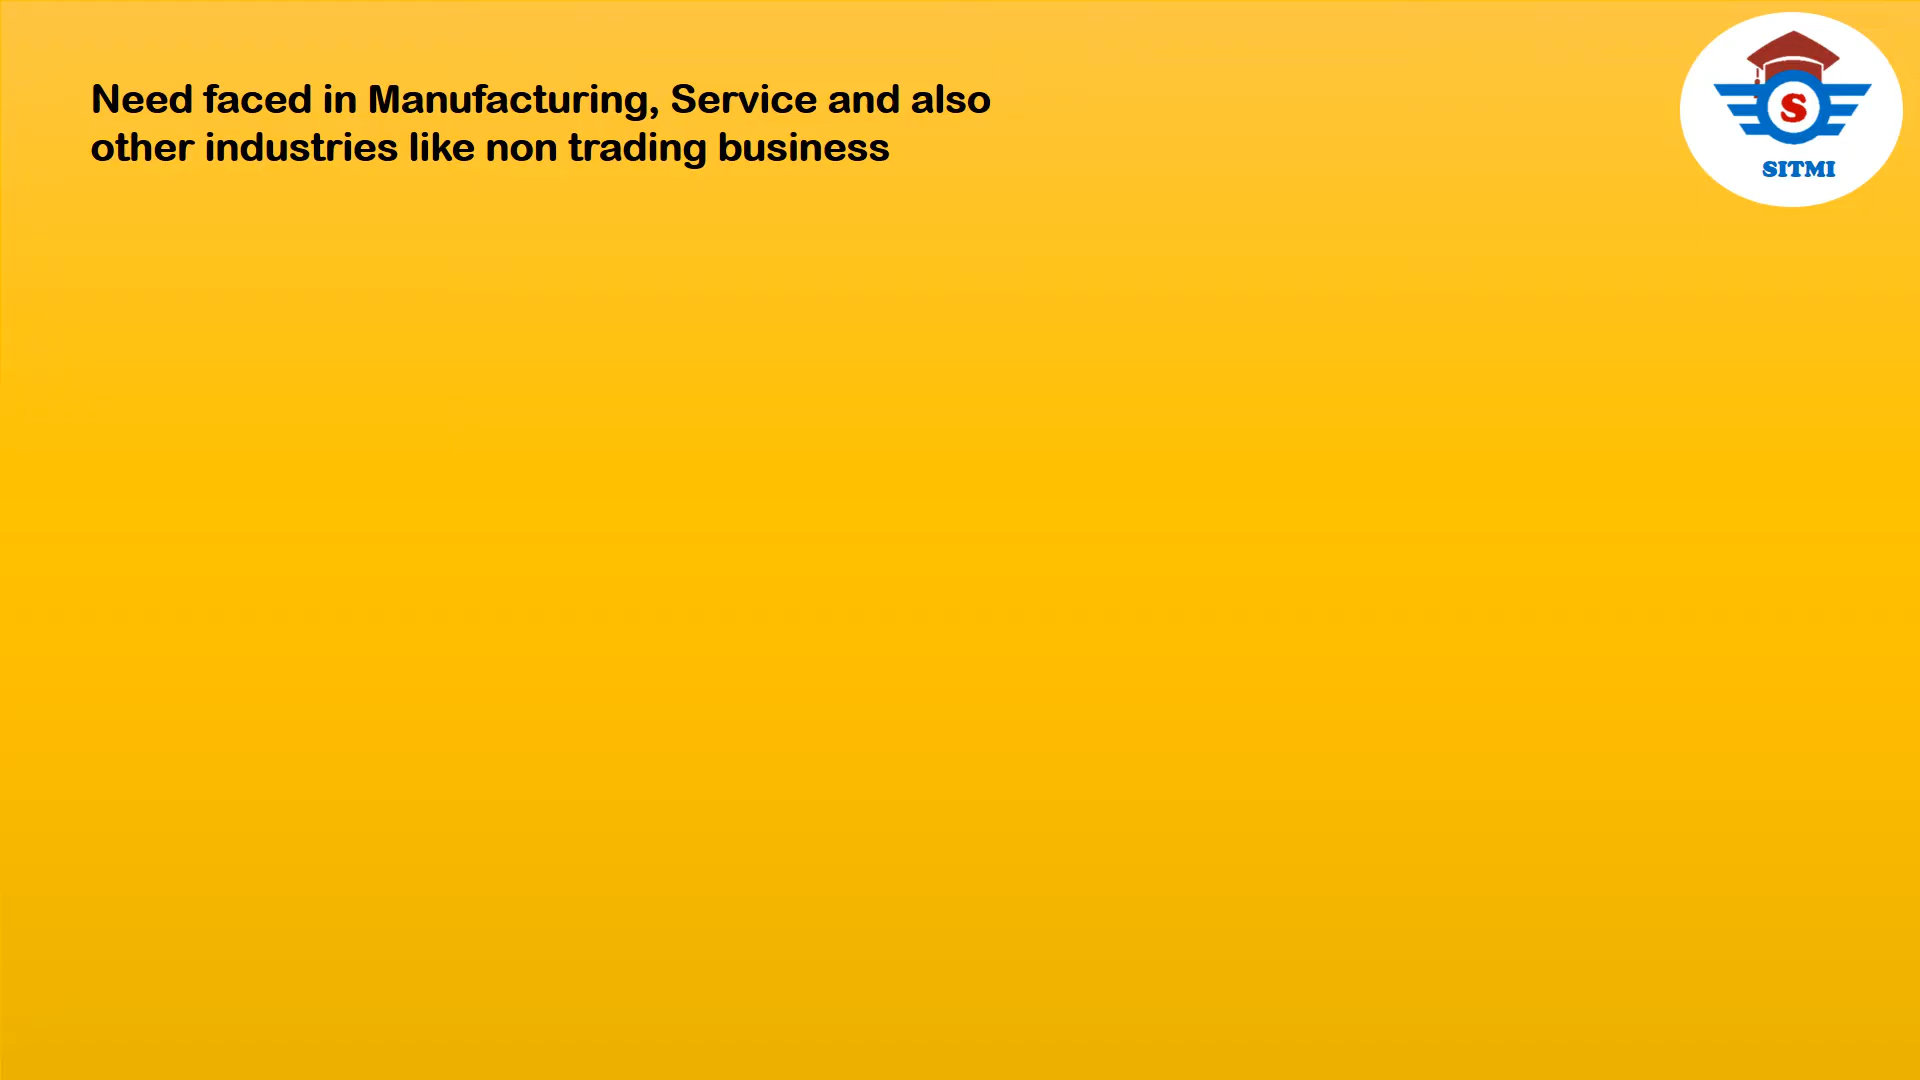 Need faced in Manufacturing, Service and also
other industries like non trading business
S
SITMI